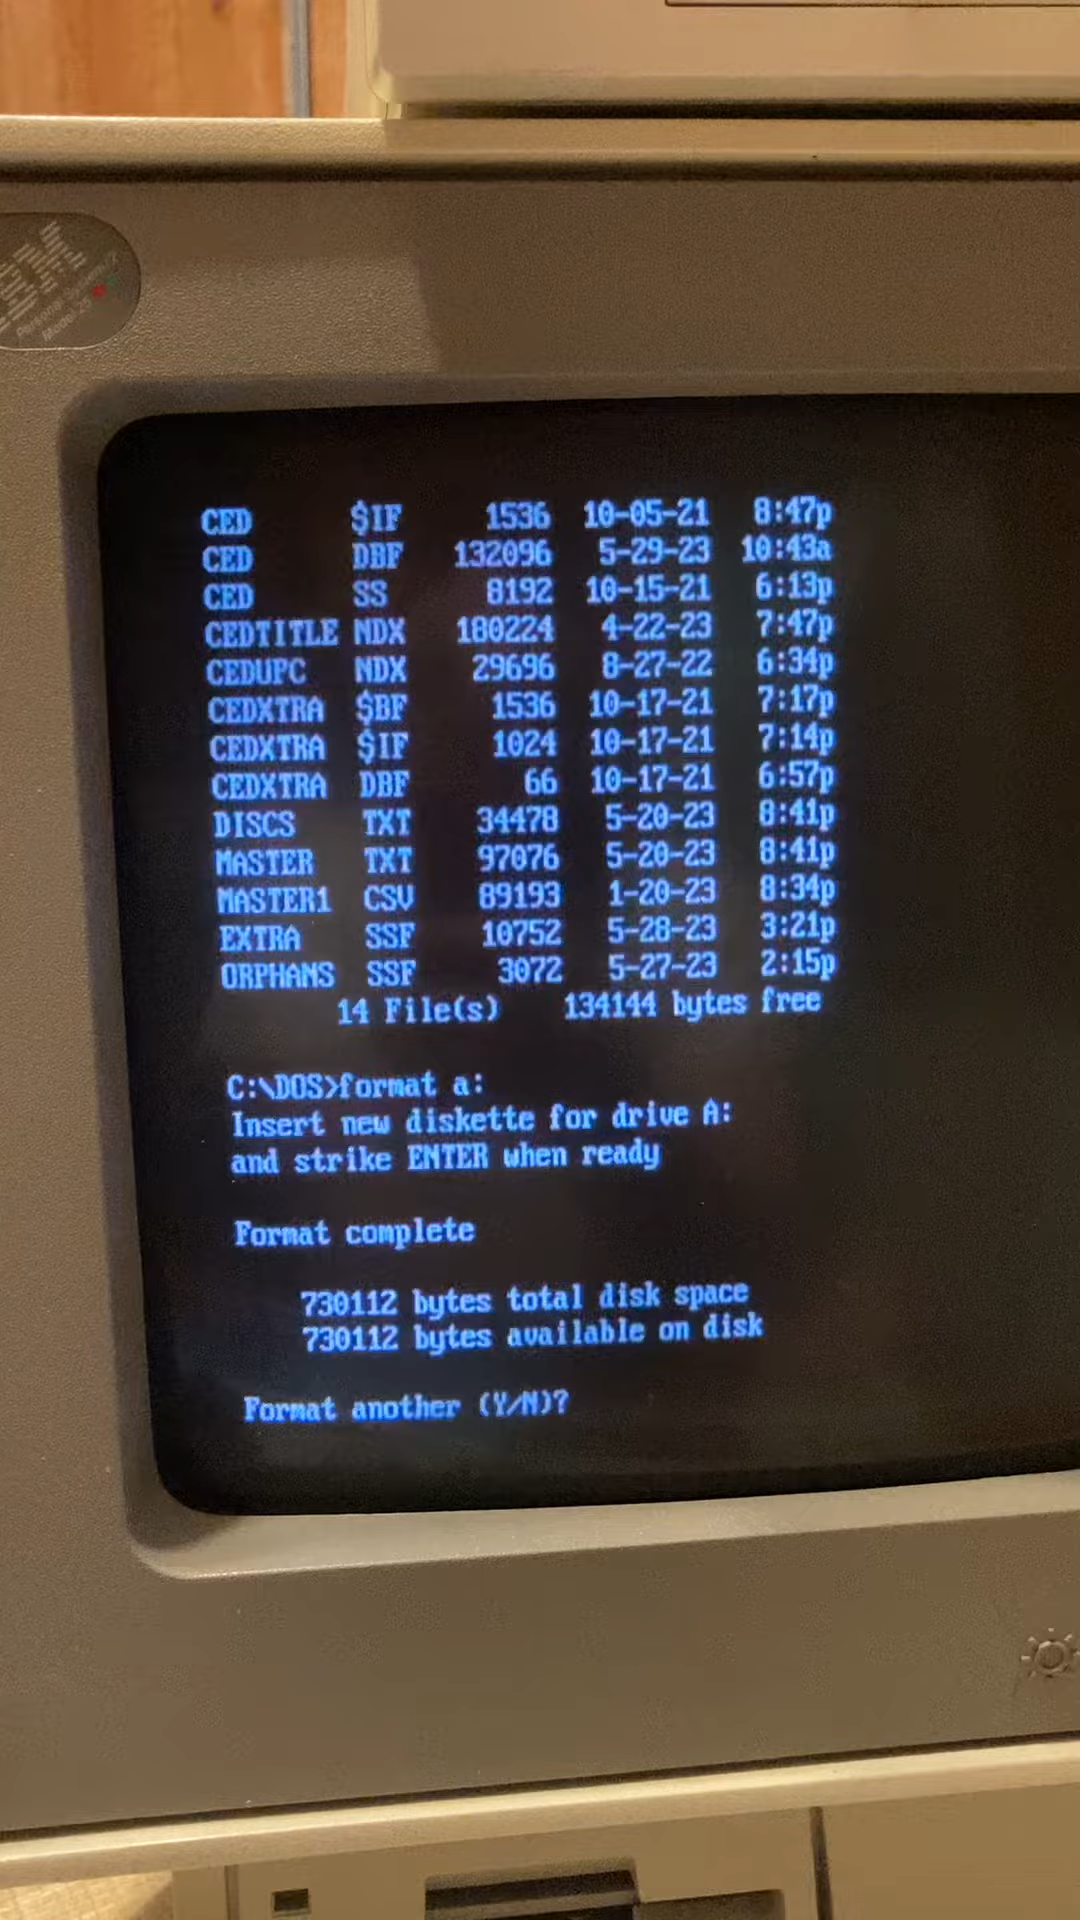 IBM
Personal System/2
Model 25
CED $IF 1536 10-05-21 8:47p
CED DBF 132096 5-29-23 10:43a
CED SS 8192 10-15-21 6:13p
CEDTITLE NDX 180224 4-22-23 7:47p
CEDUPC NDX 29696 8-27-22 6:34p
CEDXTRA $BF 1536 10-17-21 7:17p
CEDXTRA $IF 1024 10-17-21 7:14p
CEDXTRA DBF 66 10-17-21 6:57p
DISCS TXT 34478 5-20-23 8:41p
MASTER TXT 97076 5-20-23 8:41p
MASTER1 CSV 89193 1-20-23 8:34p
EXTRA SSF 10752 5-28-23 3:21p
ORPHANS SSF 3072 5-27-23 2:15p
14 File(s) 134144 bytes free
C:\DOS>format a:
Insert new diskette for drive A:
and strike ENTER when ready
Format complete
730112 bytes total disk space
730112 bytes available on disk
Format another (Y/N)?